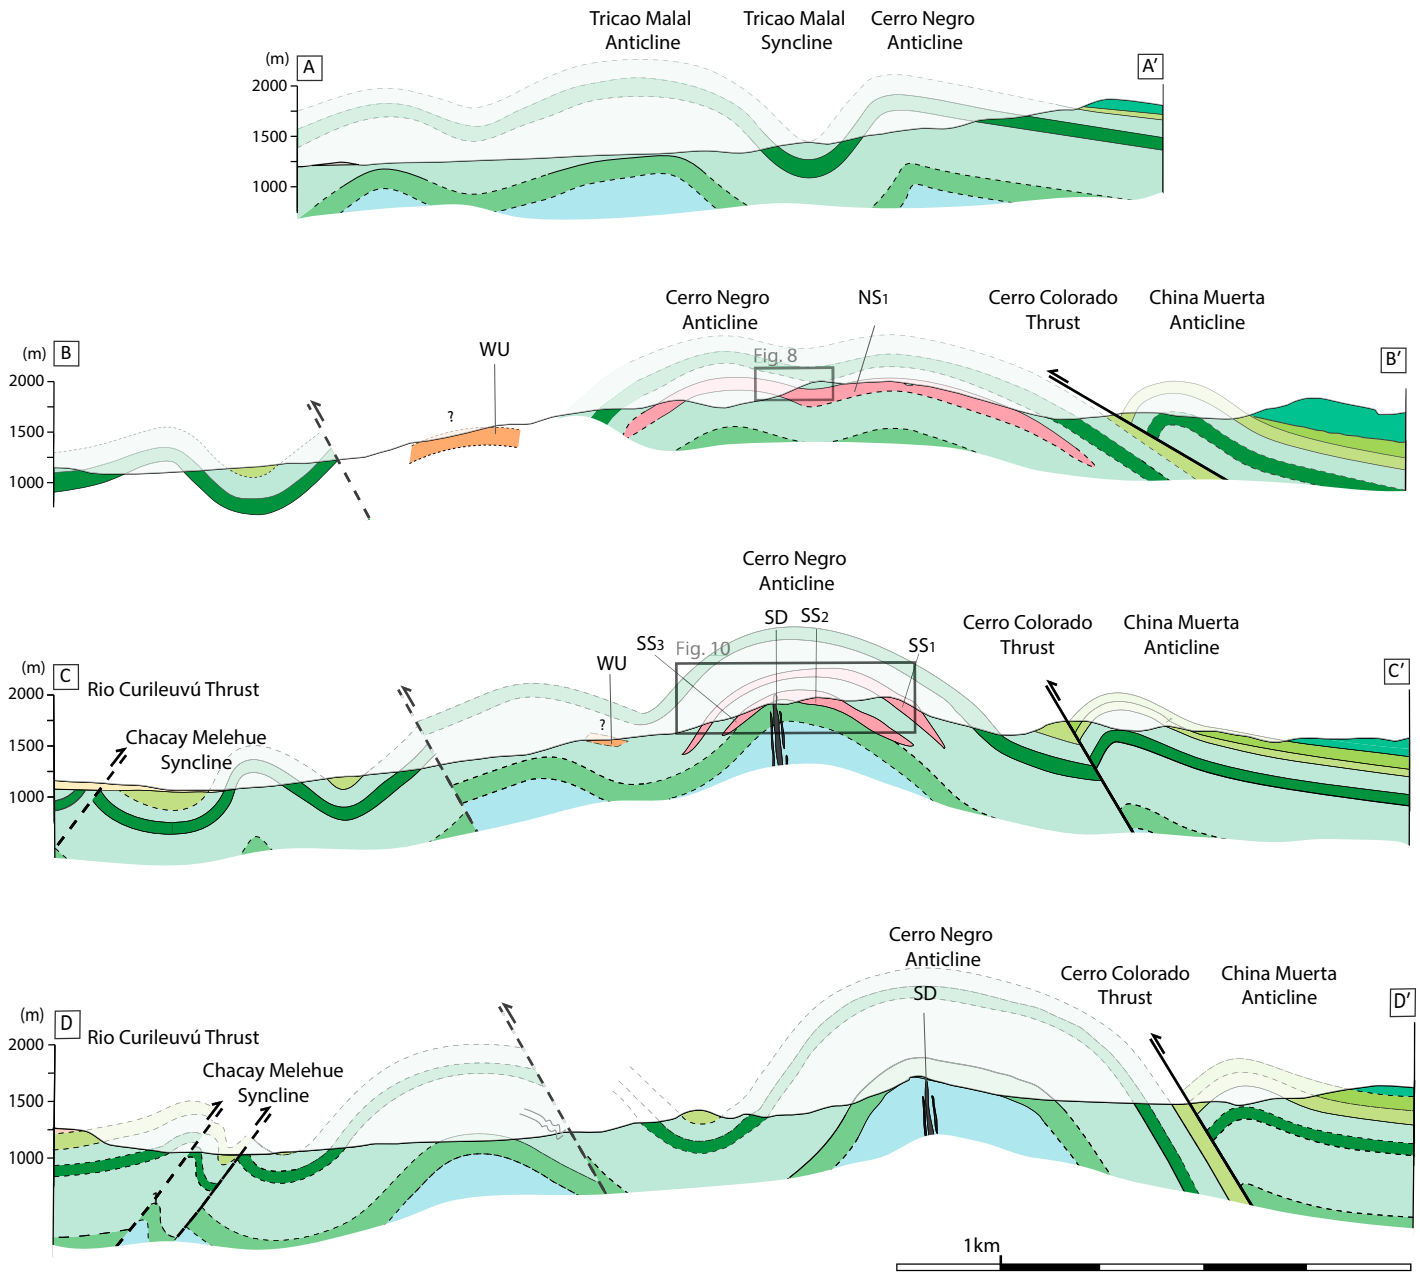 Tricao Malal
Anticline
Tricao Malal
Syncline
Cerro Negro
Anticline
(m)
A
A′
2000
1500
1000
Cerro Negro
Anticline
NS1
Cerro Colorado
Thrust
China Muerta
Anticline
(m)
B
WU
Fig. 8
B′
2000
?
1500
1000
Cerro Negro
Anticline
SD
SS2
SS3
Fig. 10
SS1
Cerro Colorado
Thrust
China Muerta
Anticline
(m)
C
WU
C′
Rio Curileuvú Thrust
2000
?
Chacay Melehue
Syncline
1500
1000
Cerro Negro
Anticline
Cerro Colorado
Thrust
China Muerta
Anticline
SD
(m)
D
D′
Rio Curileuvú Thrust
2000
Chacay Melehue
Syncline
1500
1000
1km